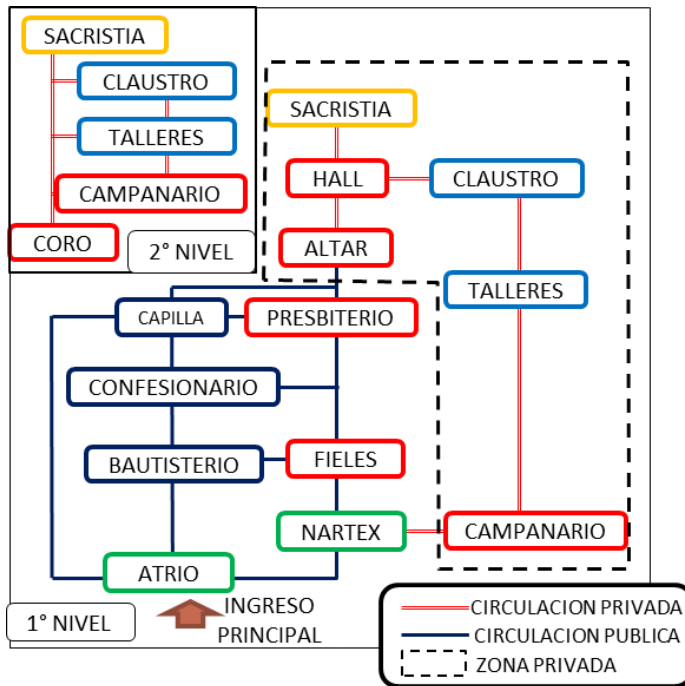 SACRISTIA
CLAUSTRO
TALLERES
CAMPANARIO
CORO
2° NIVEL
SACRISTIA
HALL
CLAUSTRO
ALTAR
TALLERES
CAPILLA
PRESBITERIO
CONFESIONARIO
BAUTISTERIO
FIELES
NARTEX
CAMPANARIO
ATRIO
1° NIVEL
INGRESO
PRINCIPAL
CIRCULACION PRIVADA
CIRCULACION PUBLICA
ZONA PRIVADA